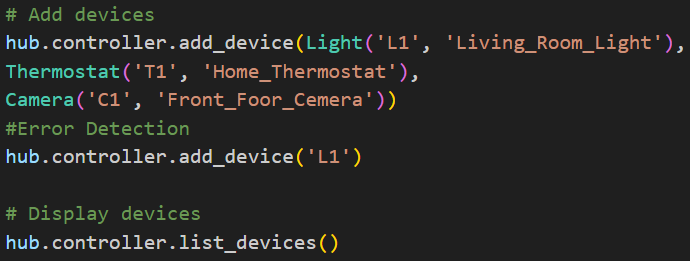 # Add devices
hub.controller.add_device(Light('L1', 'Living_Room_Light'),
Thermostat('T1', 'Home_Thermostat'),
Camera('C1', 'Front_Foor_Cemera'))
#Error Detection
hub.controller.add_device('L1')
# Display devices
hub.controller.list_devices()